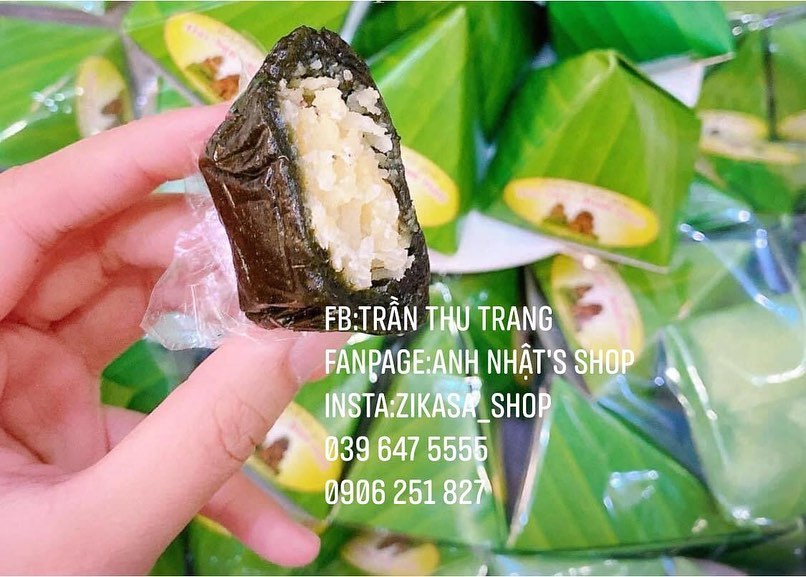 FB:TRẦN THU TRANG
FANPAGE:ANH NHẬT'S SHOP
INSTA:ZIKASA_SHOP
039 647 5555
0906 251 827